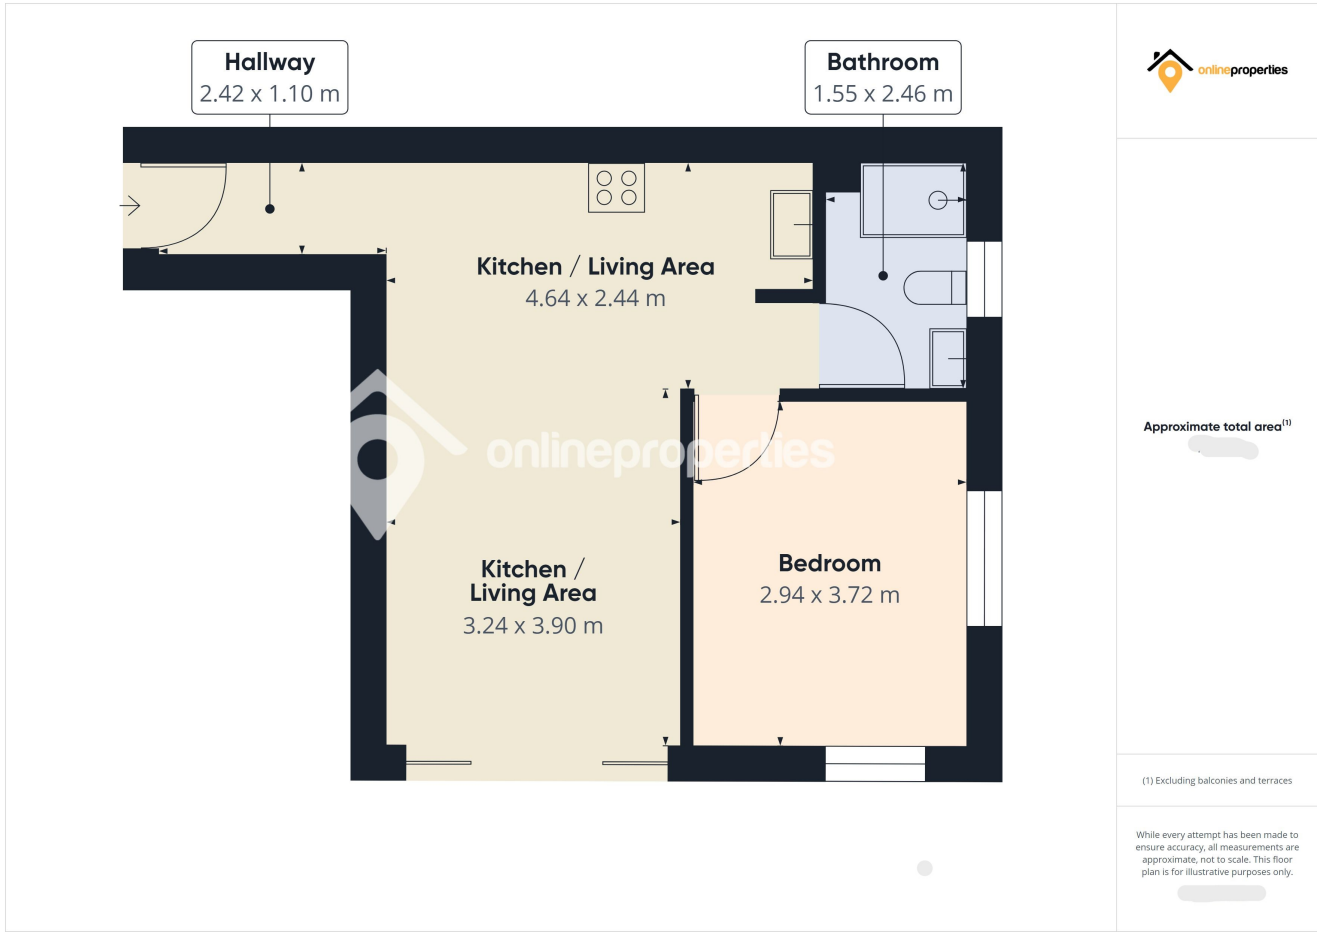 Hallway
2.42 x 1.10 m
Bathroom
1.55 x 2.46 m
onlineproperties
Kitchen / Living Area
4.64 x 2.44 m
Approximate total area(1)
onlineproperties
Kitchen /
Living Area
3.24 x 3.90 m
Bedroom
2.94 x 3.72 m
(1) Excluding balconies and terraces
While every attempt has been made to
ensure accuracy, all measurements are
approximate, not to scale. This floor
plan is for illustrative purposes only.